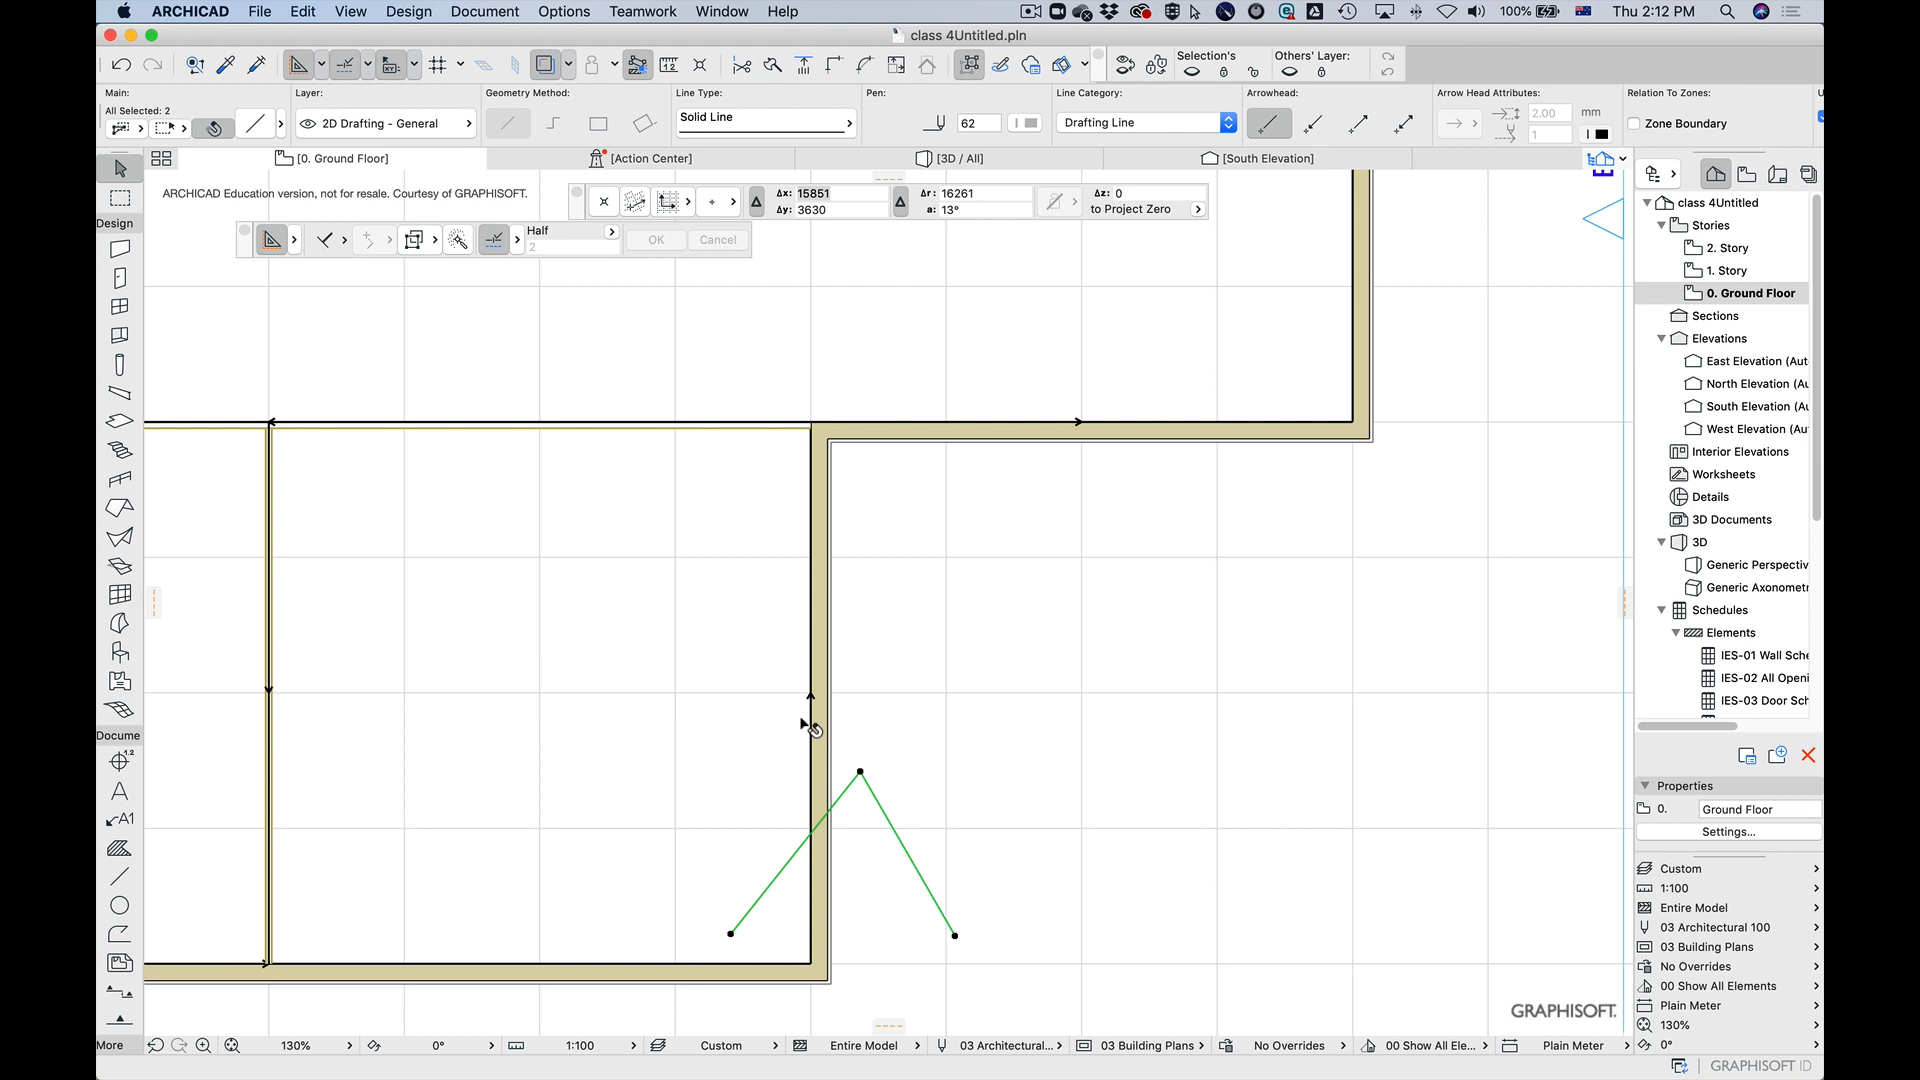 ARCHICAD File Edit View Design Document Options Teamwork Window Help
100% Thu 2:12 PM
class 4Untitled.pln
Selection's
Others' Layer:
Main:
All Selected: 2
Layer:
2D Drafting - General
Geometry Method:
Line Type:
Solid Line
Pen:
62
Line Category:
Drafting Line
Arrowhead:
Arrow Head Attributes:
2.00 mm
1
Relation To Zones:
Zone Boundary
[0. Ground Floor]
[Action Center]
[3D / All]
[South Elevation]
ARCHICAD Education version, not for resale. Courtesy of GRAPHISOFT.
Δx: 15851
Δy: 3630
Δr: 16261
a: 13°
Δz: 0
to Project Zero
Half
2
OK
Cancel
Design
Docume
1.2
A1
More
class 4Untitled
Stories
2. Story
1. Story
0. Ground Floor
Sections
Elevations
East Elevation (Aut
North Elevation (Au
South Elevation (Au
West Elevation (Au
Interior Elevations
Worksheets
Details
3D Documents
3D
Generic Perspectiv
Generic Axonometr
Schedules
Elements
IES-01 Wall Sche
IES-02 All Openi
IES-03 Door Sch
Properties
0. Ground Floor
Settings...
Custom
1:100
Entire Model
03 Architectural 100
03 Building Plans
No Overrides
00 Show All Elements
Plain Meter
130%
0°
GRAPHISOFT.
130%
0°
1:100
Custom
Entire Model
03 Architectural...
03 Building Plans
No Overrides
00 Show All Ele...
Plain Meter
GRAPHISOFT ID